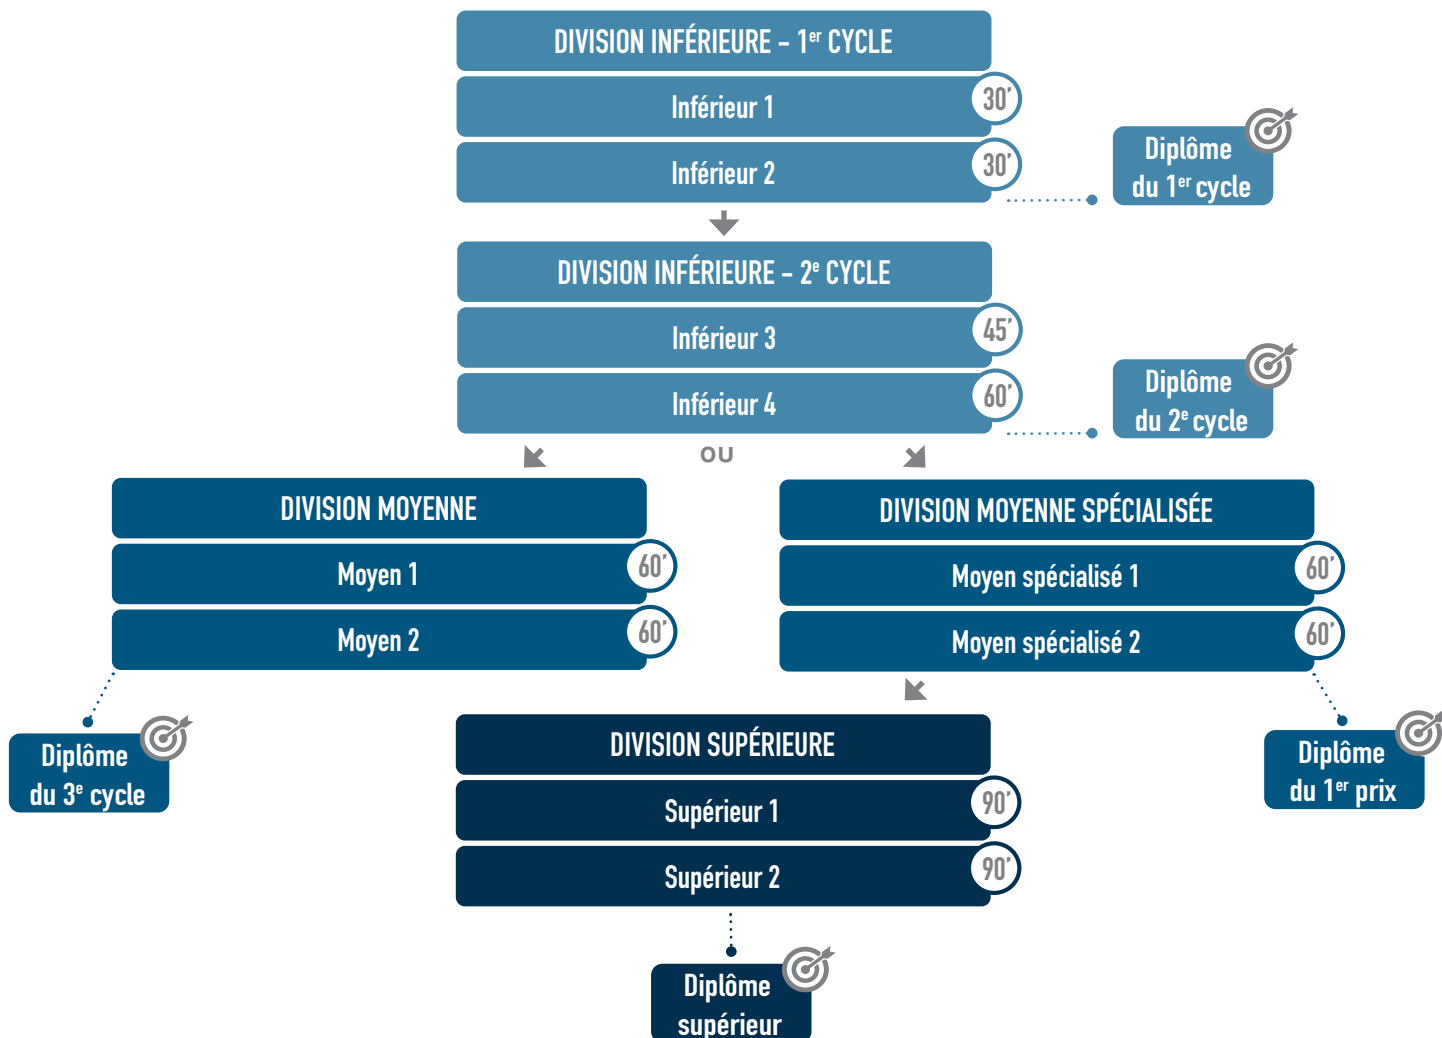 DIVISION INFÉRIEURE – 1er CYCLE
Inférieur 1
30’
Inférieur 2
30’
Diplôme
du 1er cycle
DIVISION INFÉRIEURE – 2e CYCLE
Inférieur 3
45’
Inférieur 4
60’
Diplôme
du 2e cycle
OU
DIVISION MOYENNE
Moyen 1
60’
Moyen 2
60’
Diplôme
du 3e cycle
DIVISION MOYENNE SPÉCIALISÉE
Moyen spécialisé 1
60’
Moyen spécialisé 2
60’
Diplôme
du 1er prix
DIVISION SUPÉRIEURE
Supérieur 1
90’
Supérieur 2
90’
Diplôme
supérieur